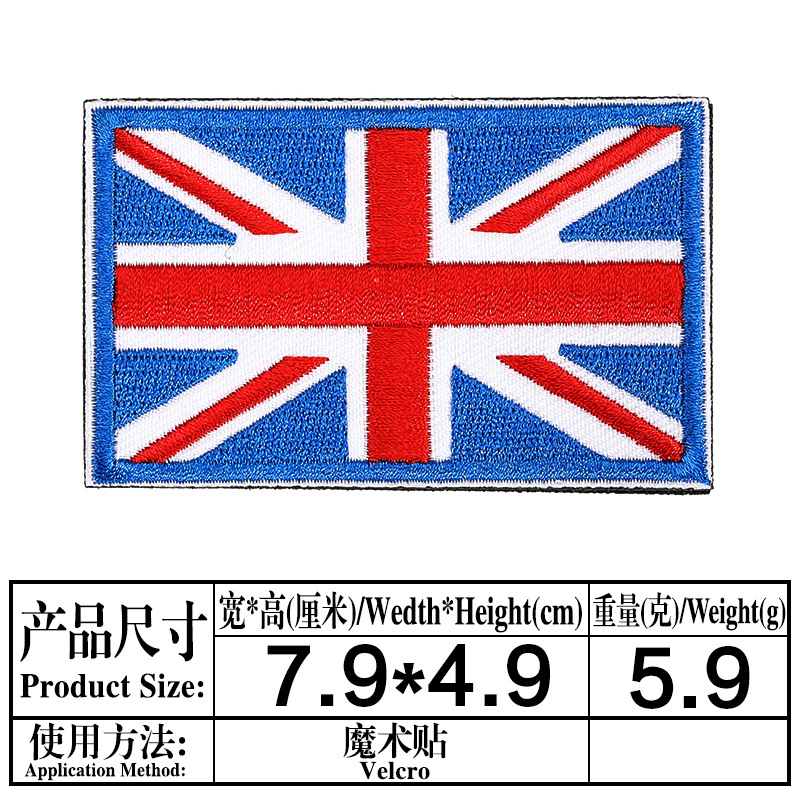 产品尺寸
Product Size:
宽*高(厘米)/Wedth*Height(cm)
重量(克)/Weight(g)
7.9*4.9
5.9
使用方法:
Application Method:
魔术贴
Velcro